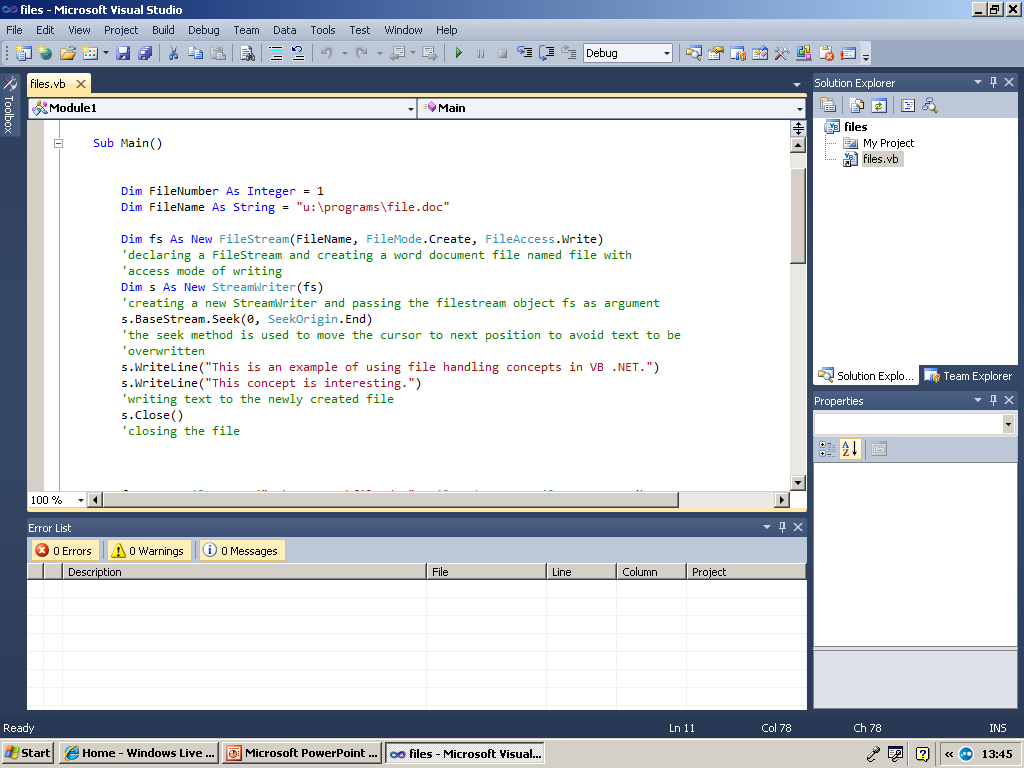 files - Microsoft Visual Studio
File Edit View Project Build Debug Team Data Tools Test Window Help
Debug
Toolbox
files.vb
Module1 Main
Sub Main()
Dim FileNumber As Integer = 1
Dim FileName As String = "u:\programs\file.doc"
Dim fs As New FileStream(FileName, FileMode.Create, FileAccess.Write)
'declaring a FileStream and creating a word document file named file with
'access mode of writing
Dim s As New StreamWriter(fs)
'creating a new StreamWriter and passing the filestream object fs as argument
s.BaseStream.Seek(0, SeekOrigin.End)
'the seek method is used to move the cursor to next position to avoid text to be
'overwritten
s.WriteLine("This is an example of using file handling concepts in VB .NET.")
s.WriteLine("This concept is interesting.")
'writing text to the newly created file
s.Close()
'closing the file
100 %
Error List
0 Errors 0 Warnings 0 Messages
Description File Line Column Project
Solution Explorer
files
My Project
files.vb
Solution Explo... Team Explorer
Properties
Ready Ln 11 Col 78 Ch 78 INS
Start Home - Windows Live ... Microsoft PowerPoint ... files - Microsoft Visual... 13:45